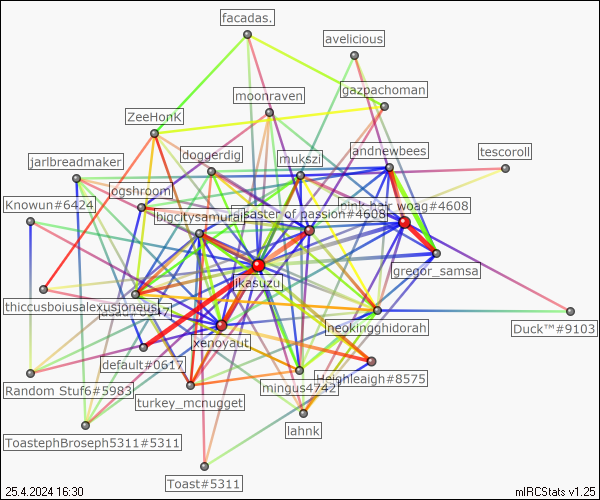 facadas.
avelicious
gazpachoman
moonraven
ZeeHonK
tescoroll
andnewbees
doggerdig
mukszi
jarlbreadmaker
ogshroom
Knowun#6424
pink hair woag#4608
bigcitysamurai
saster of passion#4608
gregor_samsa
ikasuzu
thiccusboiusalexusjoneus
neokingghidorah
Duck™#9103
xenoyaut
default#0617
Heighleaigh#8575
Random Stuf6#5983
mingus4742
turkey_mcnugget
lahnk
ToastephBroseph5311#5311
Toast#5311
25.4.2024 16:30
mIRCStats v1.25